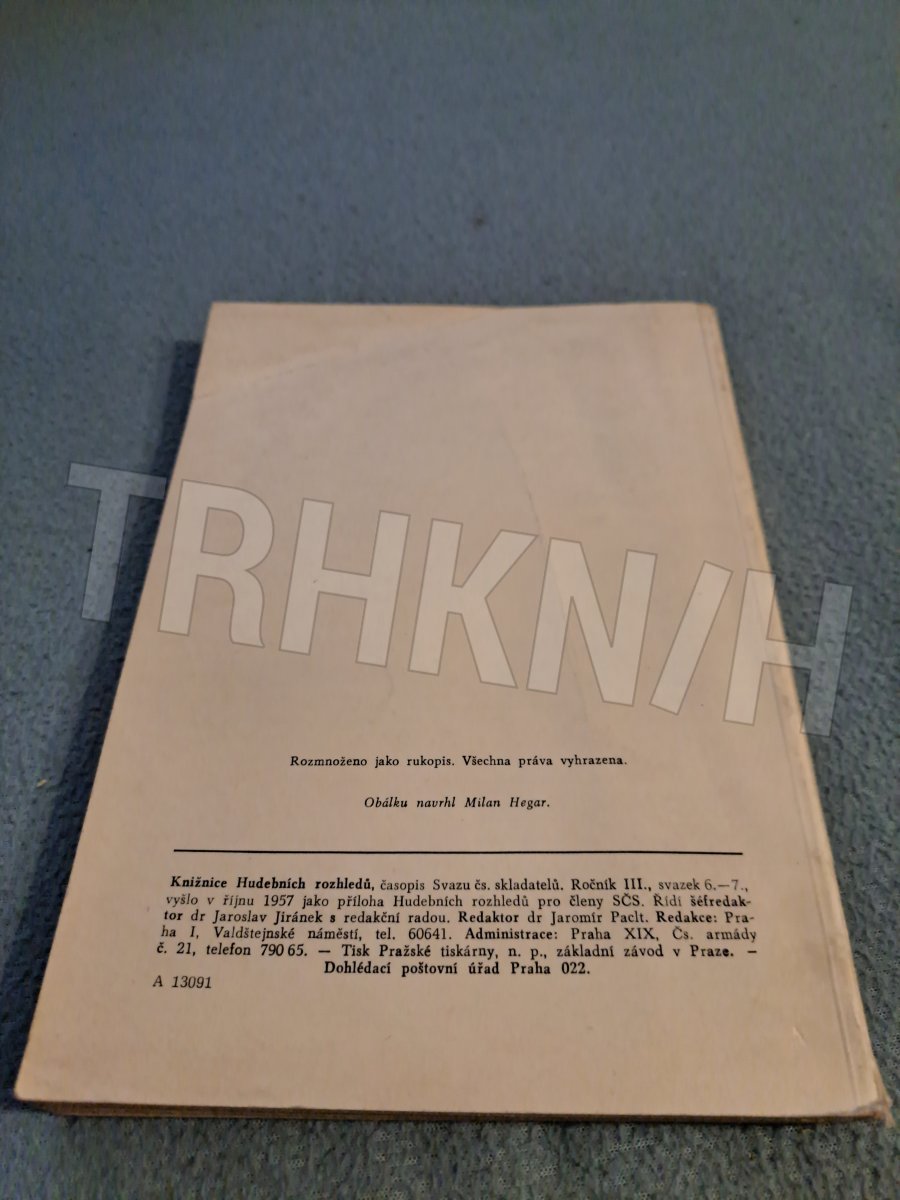 TRHKN/H
Rozmnoženo jako rukopis. Všechna práva vyhrazena.
Obálku navrhl Milan Hegar.
Knižnice Hudebních rozhledů, časopis Svazu čs. skladatelů. Ročník III., svazek 6.—7.,
vyšlo v říjnu 1957 jako příloha Hudebních rozhledů pro členy SČS. Řídí šéfredak-
tor dr Jaroslav Jiránek s redakční radou. Redaktor dr Jaromír Paclt. Redakce: Pra-
ha I, Valdštejnské náměstí, tel. 60641. Administrace: Praha XIX, Čs. armády
č. 21, telefon 790 65. — Tisk Pražské tiskárny, n. p., základní závod v Praze. —
Dohlédací poštovní úřad Praha 022.
A 13091